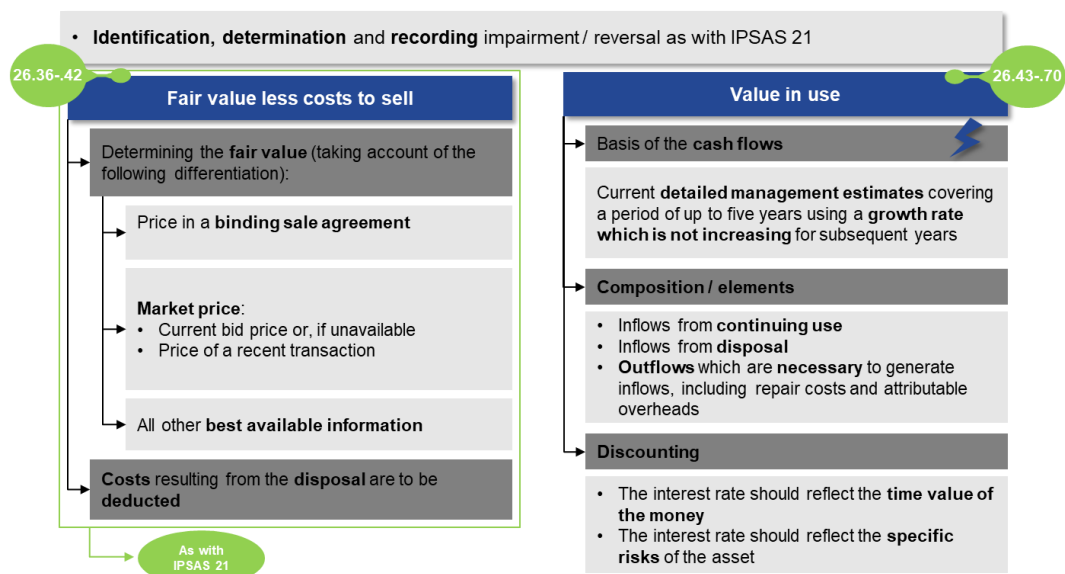 • Identification, determination and recording impairment / reversal as with IPSAS 21
26.36-.42
Fair value less costs to sell
Determining the fair value (taking account of the
following differentiation):
Price in a binding sale agreement
Market price:
• Current bid price or, if unavailable
• Price of a recent transaction
All other best available information
Costs resulting from the disposal are to be
deducted
As with
IPSAS 21
26.43-.70
Value in use
Basis of the cash flows
Current detailed management estimates covering
a period of up to five years using a growth rate
which is not increasing for subsequent years
Composition / elements
• Inflows from continuing use
• Inflows from disposal
• Outflows which are necessary to generate
inflows, including repair costs and attributable
overheads
Discounting
• The interest rate should reflect the time value of
the money
• The interest rate should reflect the specific
risks of the asset